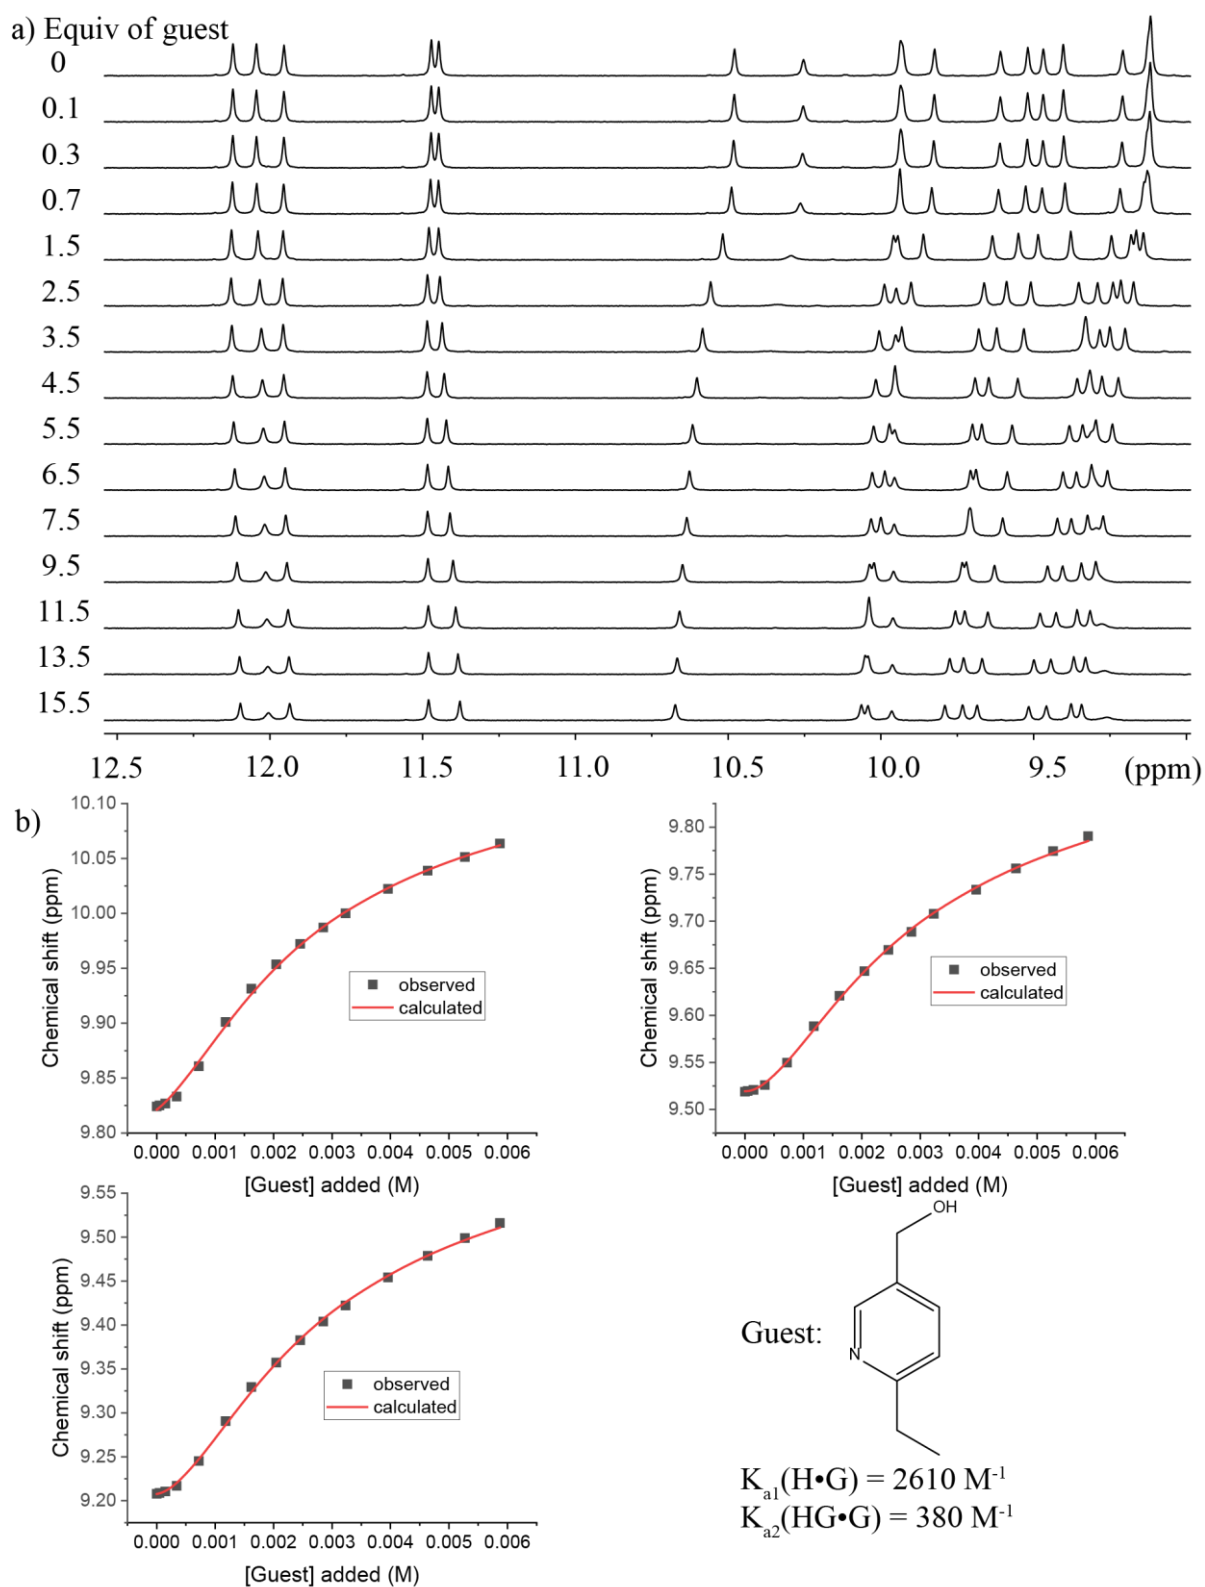 a) Equiv of guest
0
0.1
0.3
0.7
1.5
2.5
3.5
4.5
5.5
6.5
7.5
9.5
11.5
13.5
15.5
12.5 12.0 11.5 11.0 10.5 10.0 9.5 (ppm)
b)
Chemical shift (ppm)
10.10
10.05
10.00
9.95
9.90
9.85
9.80
observed
calculated
0.000 0.001 0.002 0.003 0.004 0.005 0.006
[Guest] added (M)
Chemical shift (ppm)
9.80
9.75
9.70
9.65
9.60
9.55
9.50
observed
calculated
0.000 0.001 0.002 0.003 0.004 0.005 0.006
[Guest] added (M)
Chemical shift (ppm)
9.55
9.50
9.45
9.40
9.35
9.30
9.25
9.20
observed
calculated
0.000 0.001 0.002 0.003 0.004 0.005 0.006
[Guest] added (M)
OH
Guest:
N
Ka1(H•G) = 2610 M-1
Ka2(HG•G) = 380 M-1